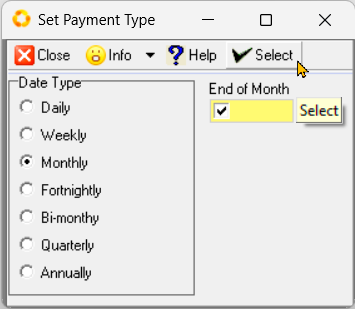 Set Payment Type
Close Info Help Select
Date Type
Daily
Weekly
Monthly
Fortnightly
Bi-monthy
Quarterly
Annually
End of Month
Select